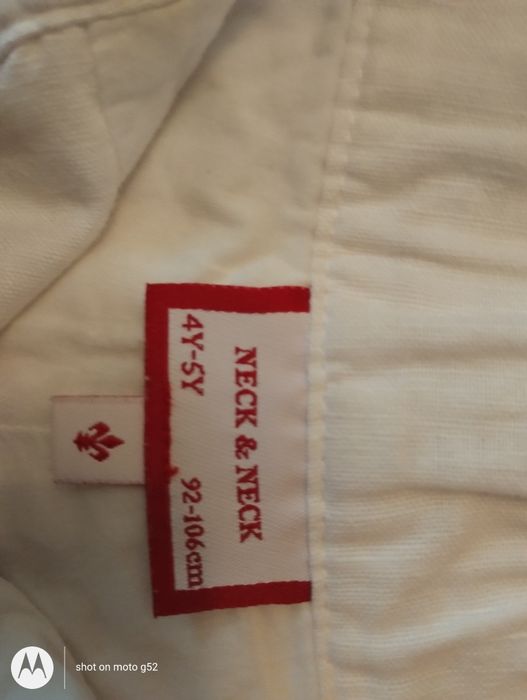 NECK & NECK
4Y-5Y 92-106cm
shot on moto g52